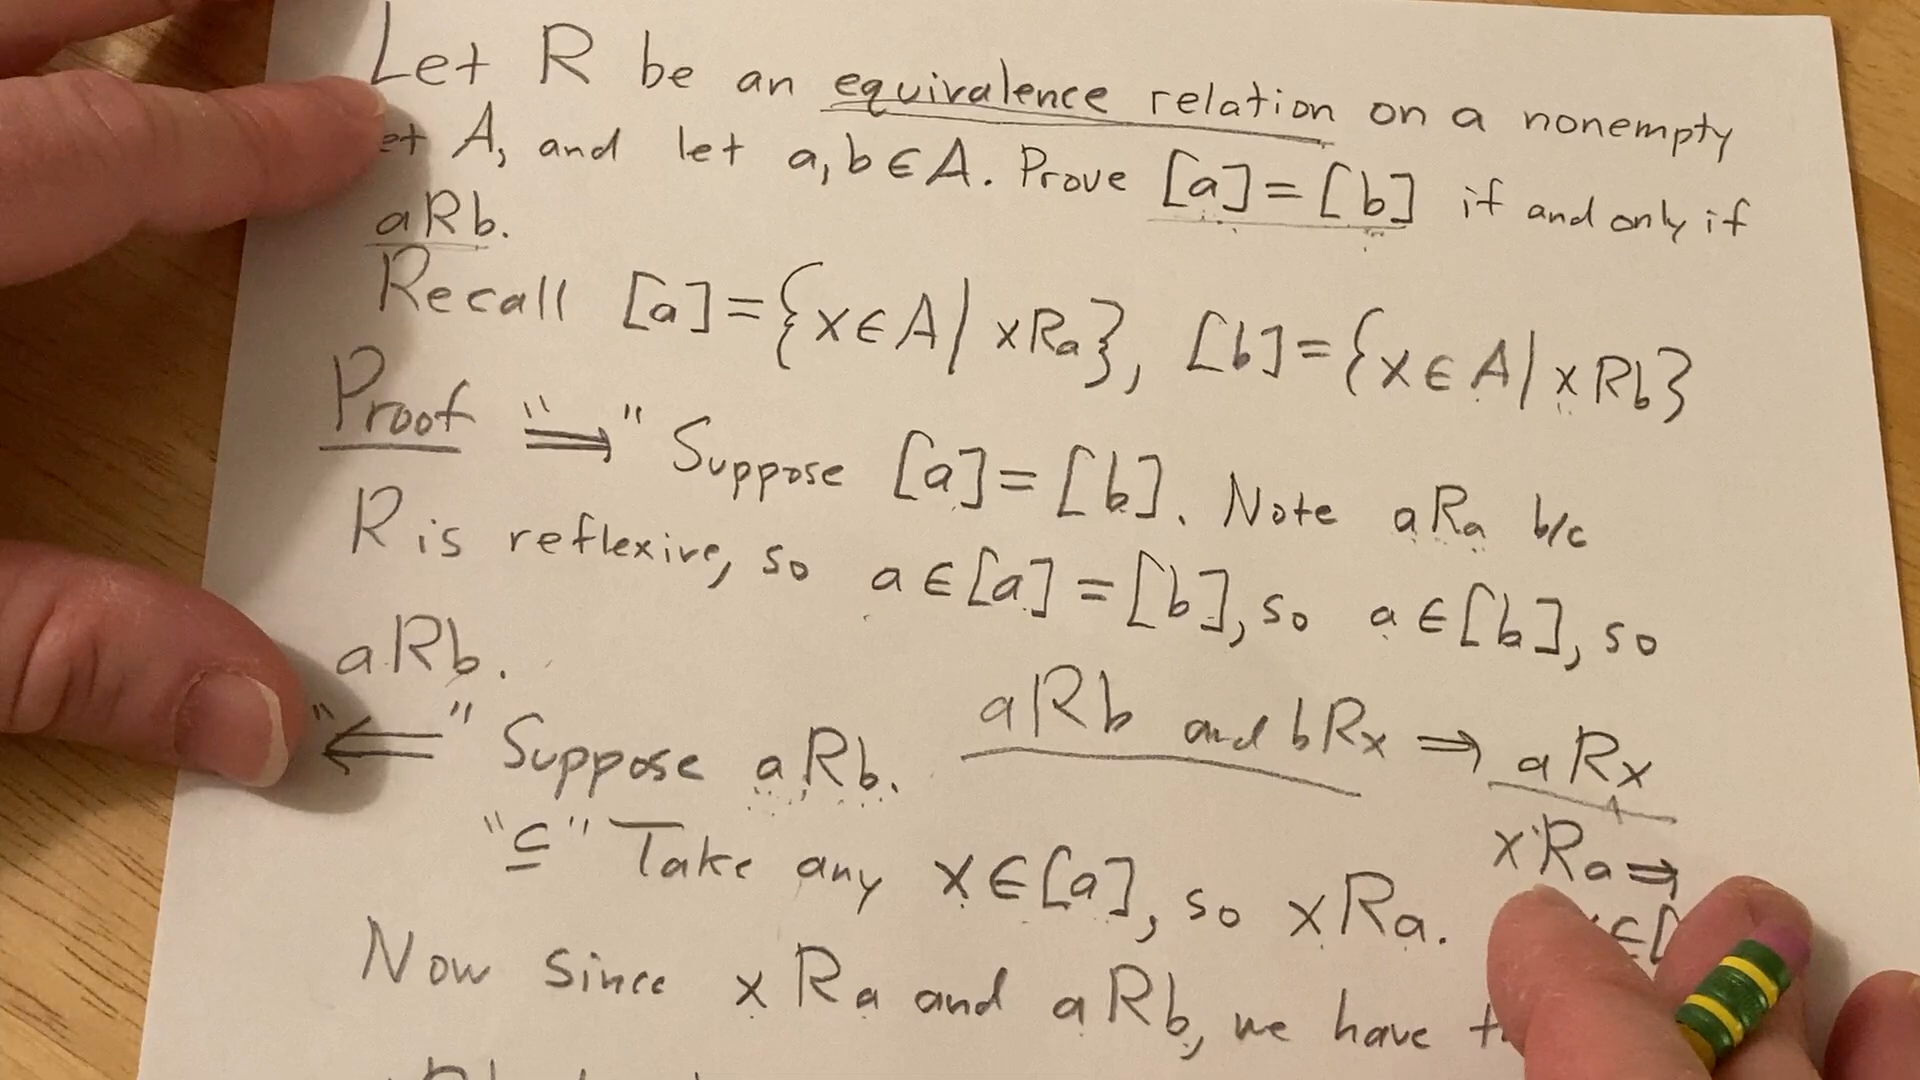 Let R be an equivalence relation on a nonempty
et A, and let a, b ∈ A. Prove [a] = [b] if and only if
aRb.
Recall [a] = {x ∈ A | xRa}, [b] = {x ∈ A | xRb}
Proof "⟹" Suppose [a] = [b]. Note aRa b/c
R is reflexive, so a ∈ [a] = [b], so a ∈ [b], so
aRb.
"⟸" Suppose aRb. aRb and bRx ⇒ aRx
xRa ⇒
"⊆" Take any x ∈ [a], so xRa.
∈[
Now since xRa and aRb, we have